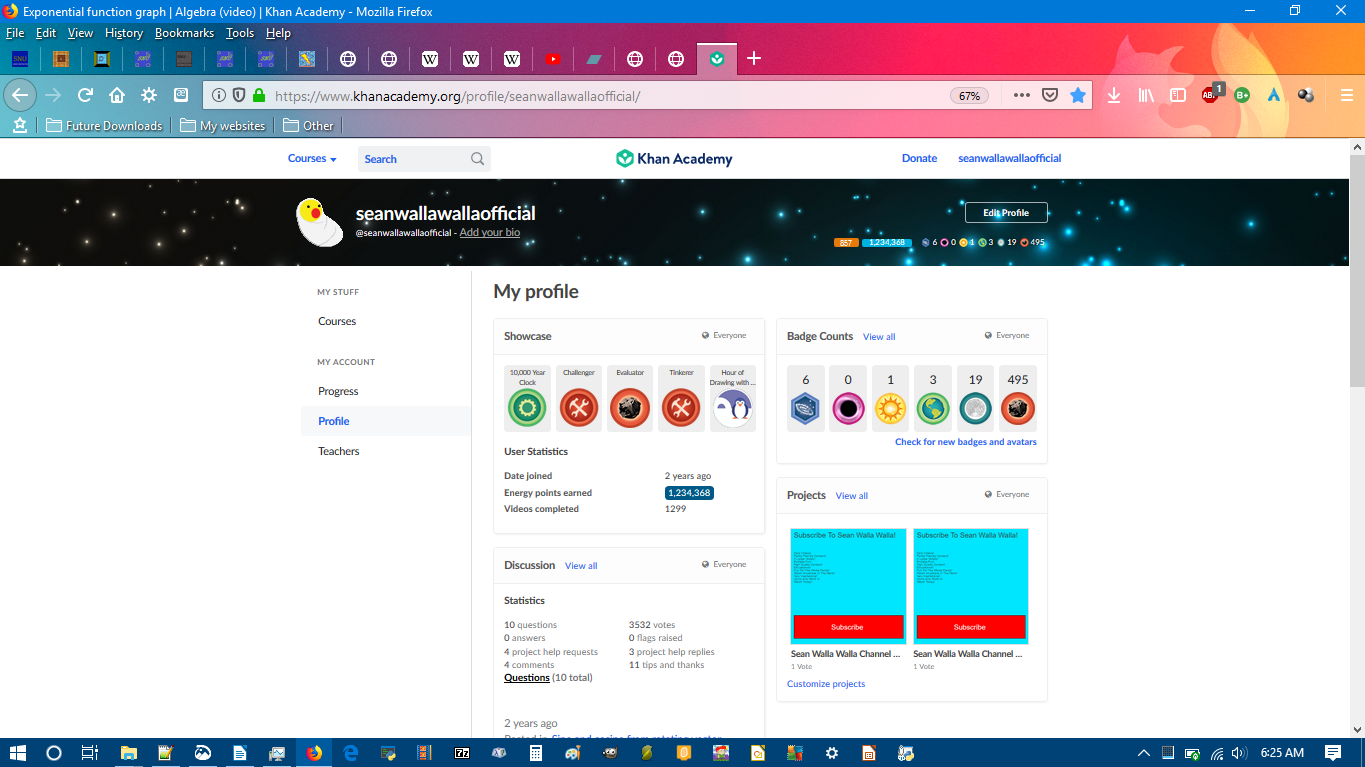 Exponential function graph | Algebra (video) | Khan Academy - Mozilla Firefox
File Edit View History Bookmarks Tools Help
https://www.khanacademy.org/profile/seanwallawallaofficial/ 67%
Future Downloads My websites Other
Courses Search Khan Academy Donate seanwallawallaofficial
seanwallawallaofficial
@seanwallawallaofficial - Add your bio
Edit Profile
857 1,234,368 6 0 1 3 19 495
MY STUFF
Courses
MY ACCOUNT
Progress
Profile
Teachers
My profile
Showcase Everyone
10,000 Year Clock
Challenger
Evaluator
Tinkerer
Hour of Drawing with ...
User Statistics
Date joined 2 years ago
Energy points earned 1,234,368
Videos completed 1299
Badge Counts View all Everyone
6 0 1 3 19 495
Check for new badges and avatars
Discussion View all Everyone
Statistics
10 questions 3532 votes
0 answers 0 flags raised
4 project help requests 3 project help replies
4 comments 11 tips and thanks
Questions (10 total)
2 years ago
Projects View all Everyone
Subscribe To Sean Walla Walla! Subscribe To Sean Walla Walla!
Subscribe Subscribe
Sean Walla Walla Channel ... Sean Walla Walla Channel ...
1 Vote 1 Vote
Customize projects
6:25 AM